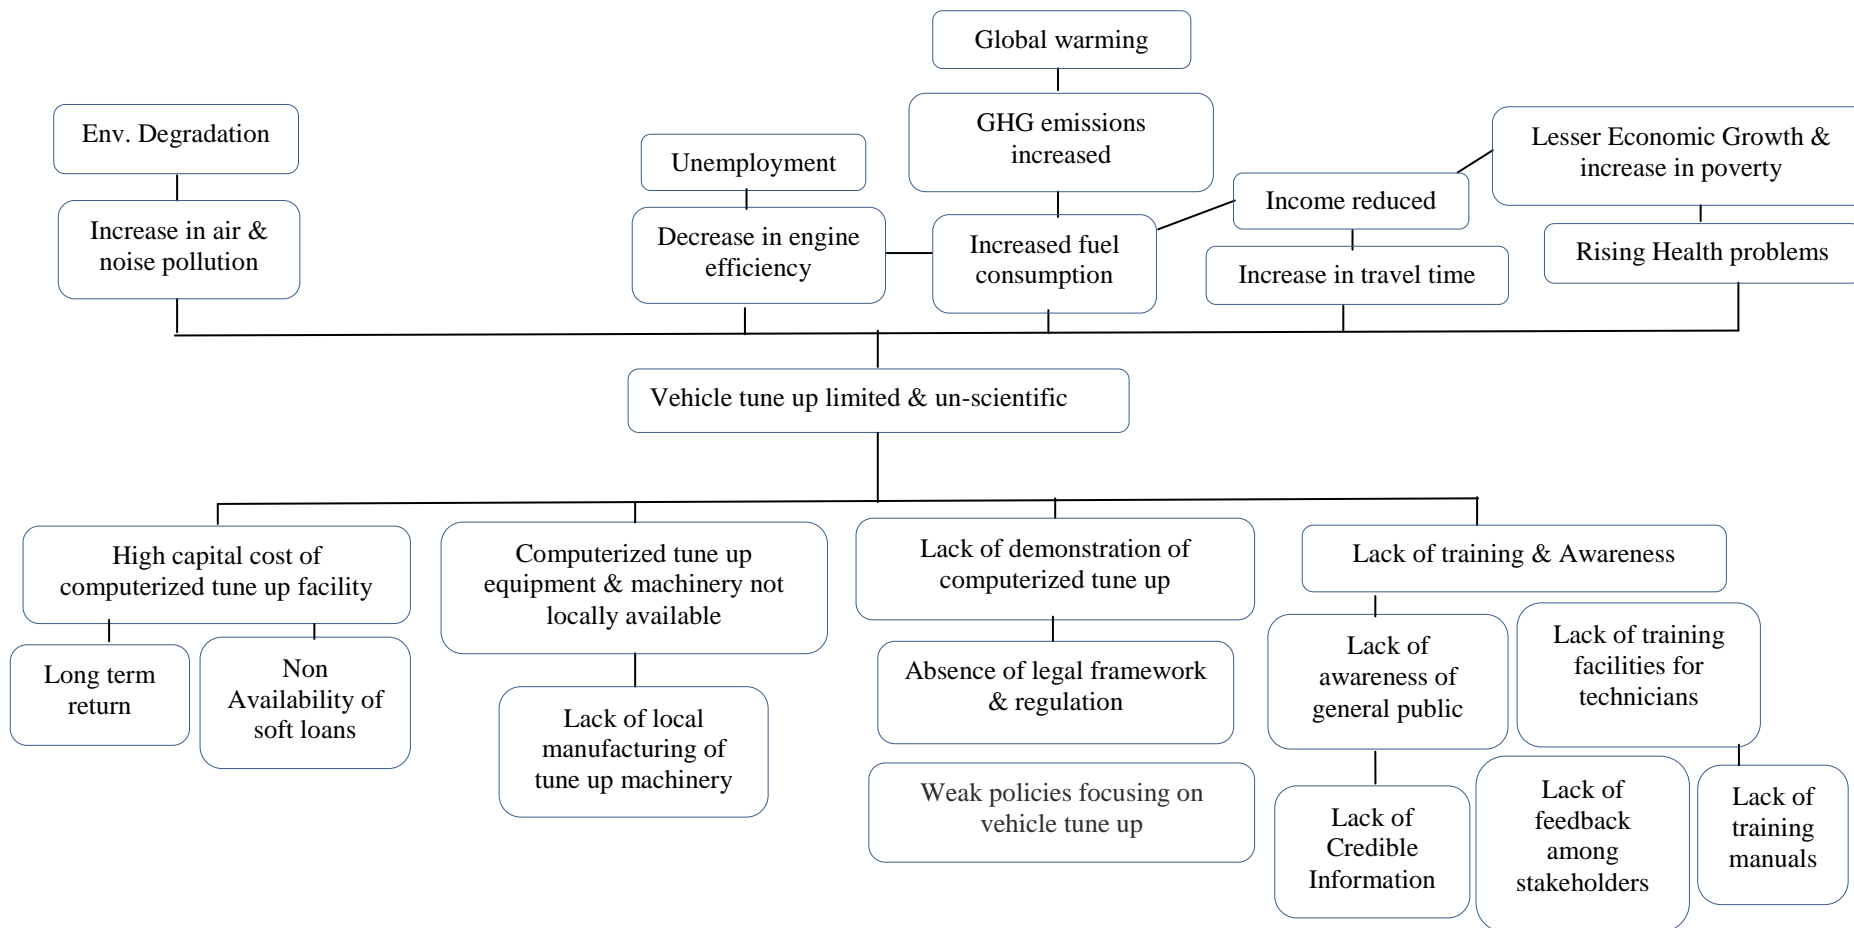 Global warming
Env. Degradation
Unemployment
GHG emissions
increased
Lesser Economic Growth &
increase in poverty
Increase in air &
noise pollution
Decrease in engine
efficiency
Increased fuel
consumption
Income reduced
Increase in travel time
Rising Health problems
Vehicle tune up limited & un-scientific
High capital cost of
computerized tune up facility
Computerized tune up
equipment & machinery not
locally available
Lack of demonstration of
computerized tune up
Lack of training & Awareness
Long term
return
Non
Availability of
soft loans
Lack of local
manufacturing of
tune up machinery
Absence of legal framework
& regulation
Weak policies focusing on
vehicle tune up
Lack of
awareness of
general public
Lack of training
facilities for
technicians
Lack of
Credible
Information
Lack of
feedback
among
stakeholders
Lack of
training
manuals